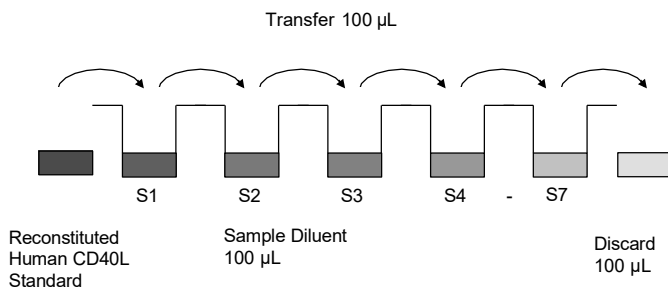 Transfer 100 µL
S1 S2 S3 S4 - S7
Reconstituted
Human CD40L
Standard
Sample Diluent
100 µL
Discard
100 µL